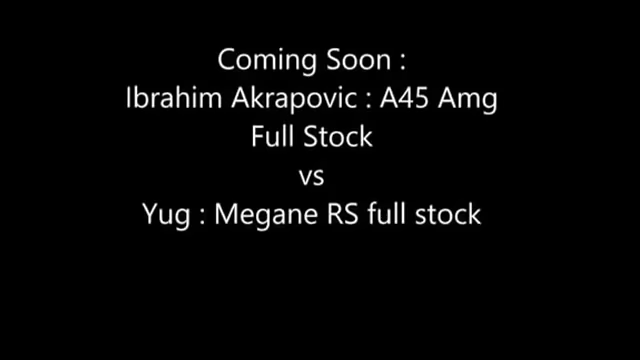 Coming Soon :
Ibrahim Akrapovic : A45 Amg
Full Stock
vs
Yug : Megane RS full stock